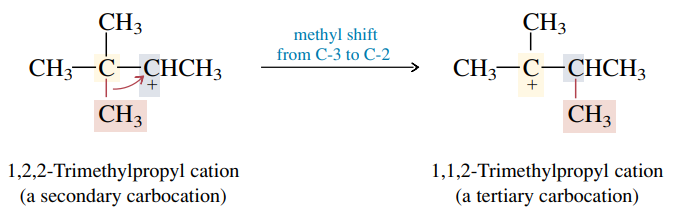 CH3
CH3—C—CHCH3
+
CH3
1,2,2-Trimethylpropyl cation
(a secondary carbocation)
methyl shift
from C-3 to C-2
CH3
CH3—C—CHCH3
+
CH3
1,1,2-Trimethylpropyl cation
(a tertiary carbocation)